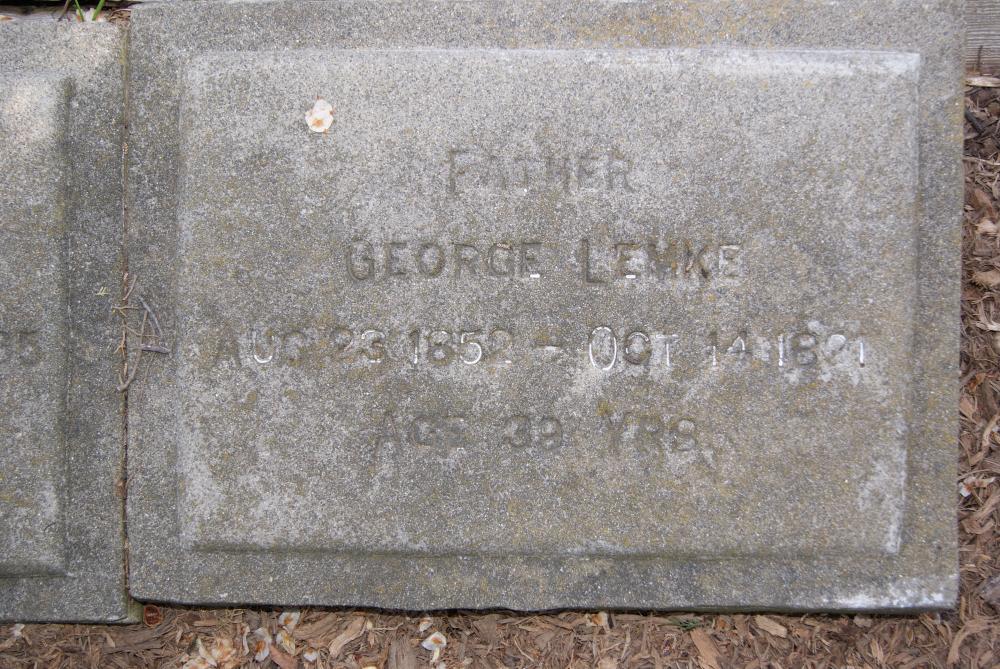 FATHER
GEORGE LEMKE
AUG 23 1852 - OCT 14 1891
AGE 39 YRS